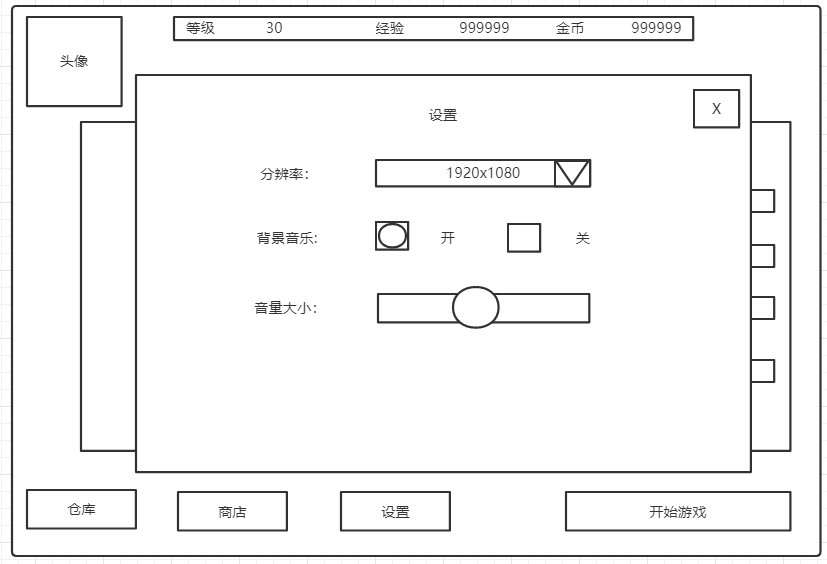 等级 30 经验 999999 金币 999999
头像
设置 X
分辨率： 1920x1080
背景音乐: 开 关
音量大小：
仓库 商店 设置 开始游戏